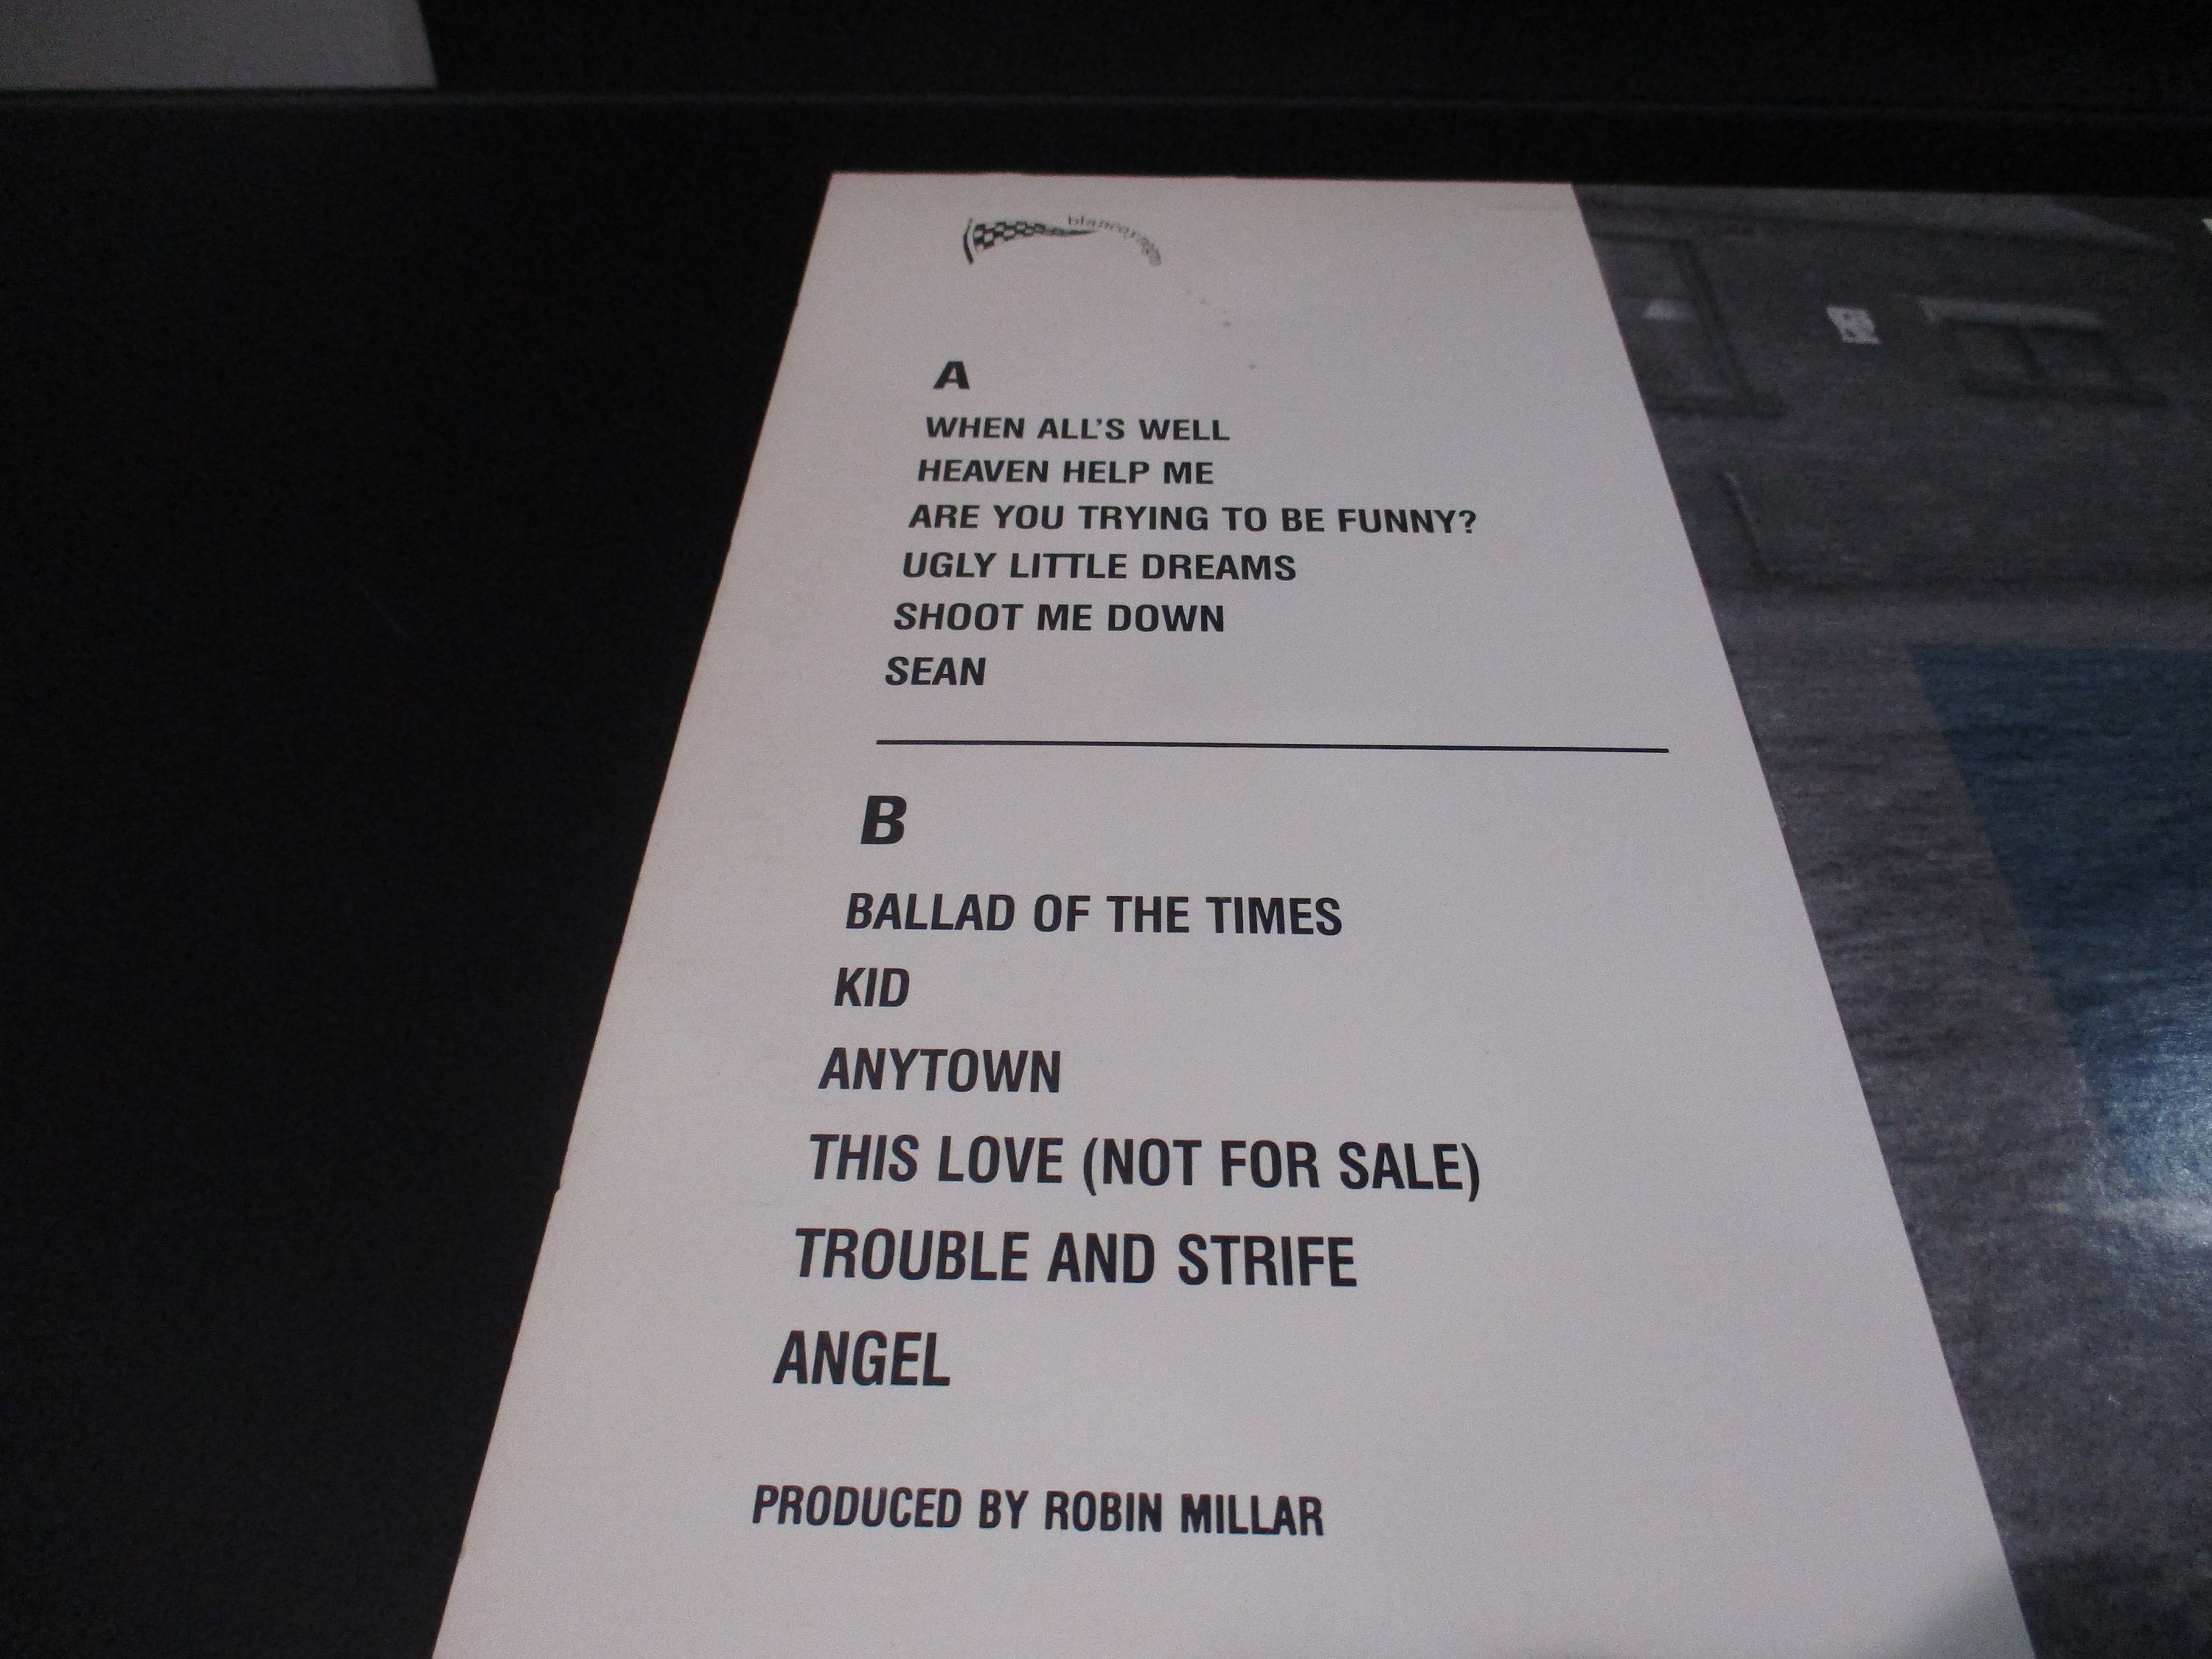 blancoynegro
A
WHEN ALL'S WELL
HEAVEN HELP ME
ARE YOU TRYING TO BE FUNNY?
UGLY LITTLE DREAMS
SHOOT ME DOWN
SEAN
B
BALLAD OF THE TIMES
KID
ANYTOWN
THIS LOVE (NOT FOR SALE)
TROUBLE AND STRIFE
ANGEL
PRODUCED BY ROBIN MILLAR